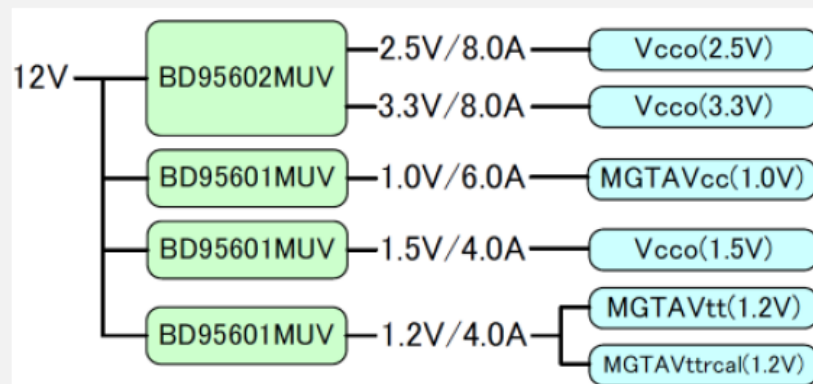 12V
BD95602MUV
2.5V/8.0A
Vcco(2.5V)
3.3V/8.0A
Vcco(3.3V)
BD95601MUV
1.0V/6.0A
MGTAVcc(1.0V)
BD95601MUV
1.5V/4.0A
Vcco(1.5V)
BD95601MUV
1.2V/4.0A
MGTAVtt(1.2V)
MGTAVttrcal(1.2V)